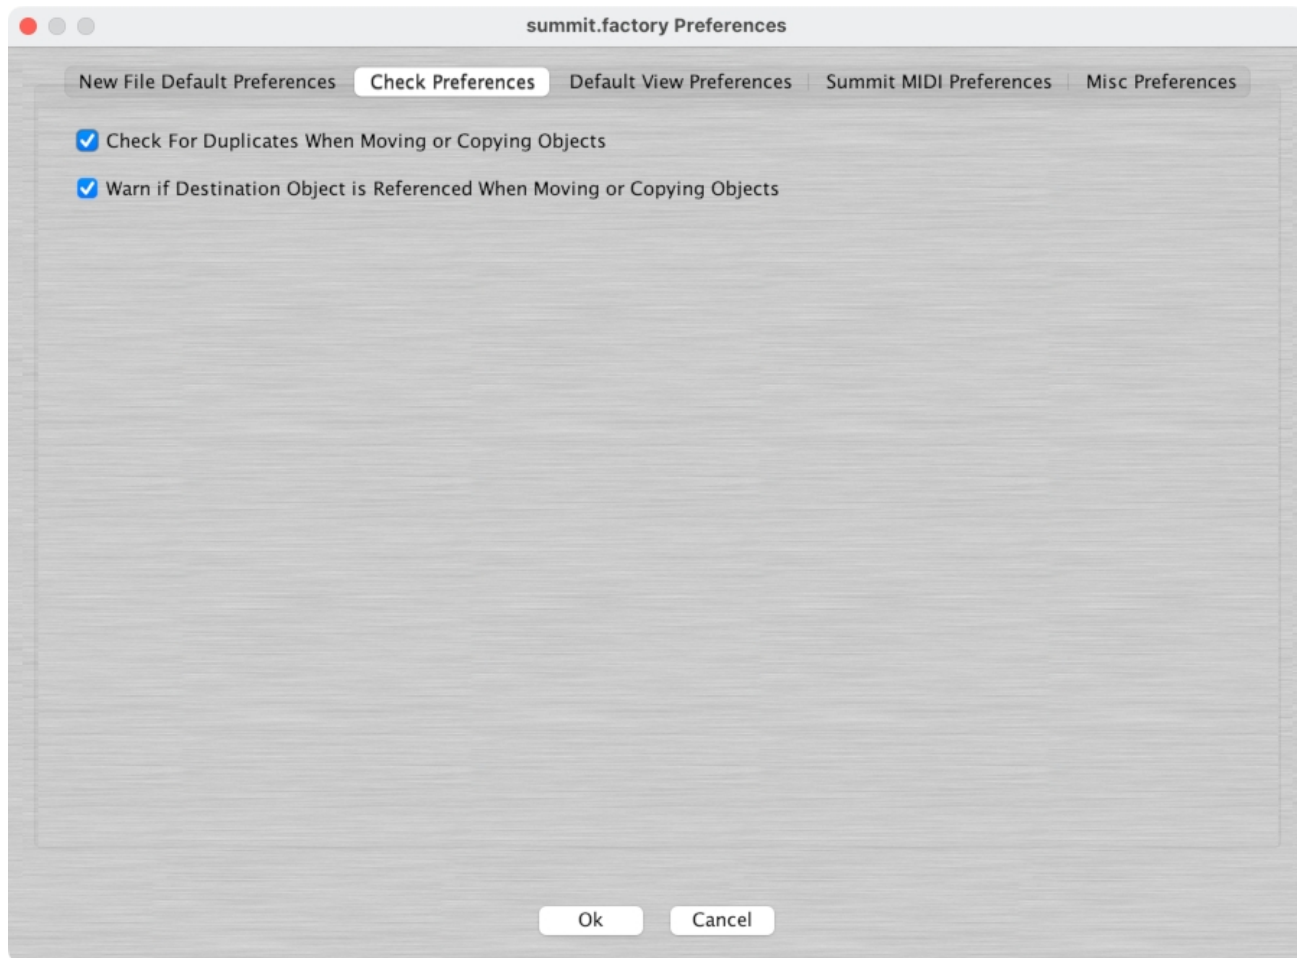 summit.factory Preferences
New File Default Preferences Check Preferences Default View Preferences Summit MIDI Preferences Misc Preferences
Check For Duplicates When Moving or Copying Objects
Warn if Destination Object is Referenced When Moving or Copying Objects
Ok Cancel